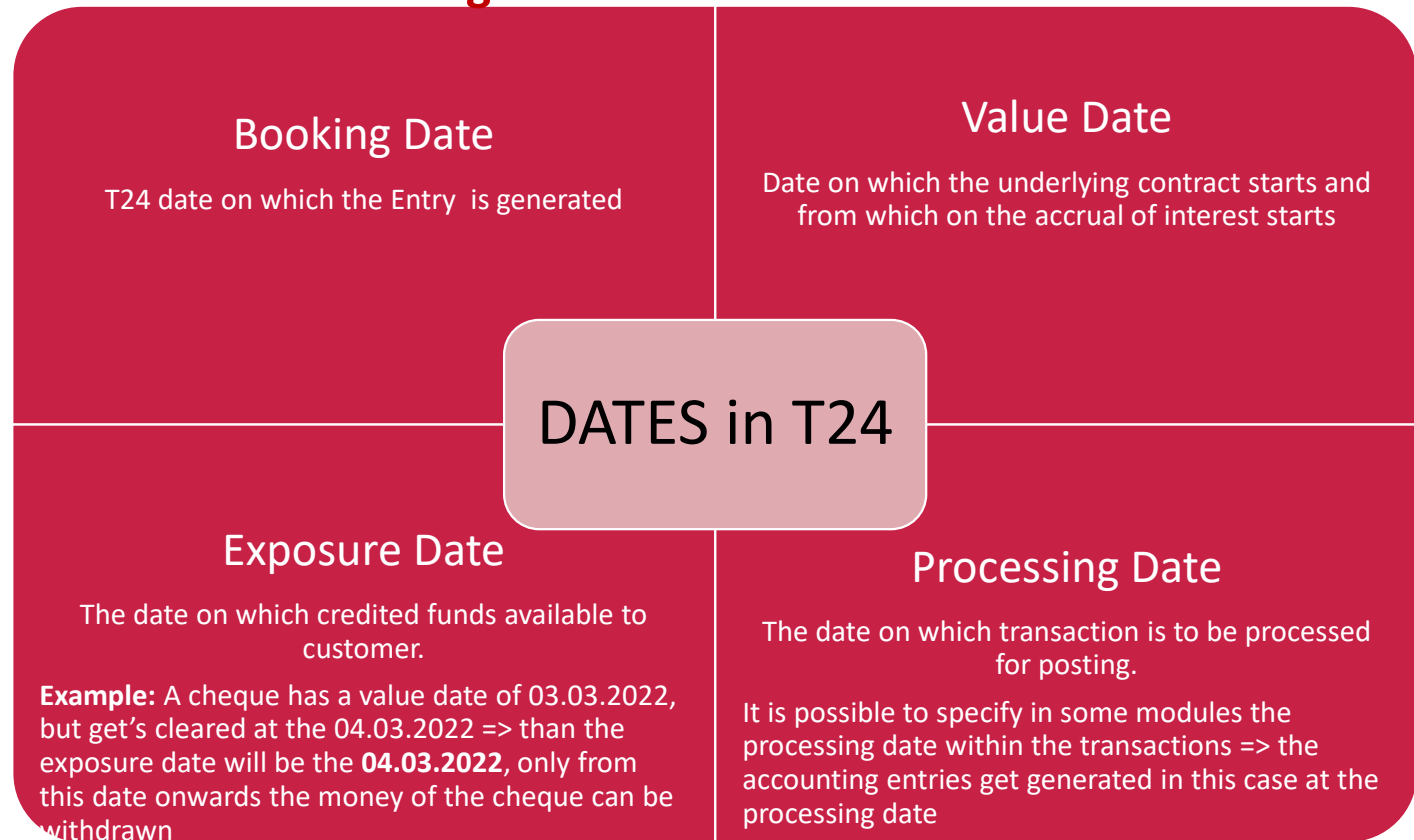 Booking Date
T24 date on which the Entry is generated
Value Date
Date on which the underlying contract starts and
from which on the accrual of interest starts
DATES in T24
Exposure Date
The date on which credited funds available to
customer.
Example: A cheque has a value date of 03.03.2022,
but get's cleared at the 04.03.2022 => than the
exposure date will be the 04.03.2022, only from
this date onwards the money of the cheque can be
withdrawn
Processing Date
The date on which transaction is to be processed
for posting.
It is possible to specify in some modules the
processing date within the transactions => the
accounting entries get generated in this case at the
processing date